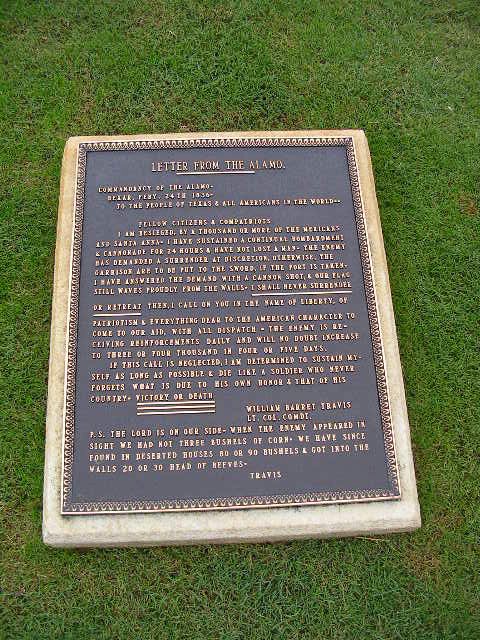 LETTER FROM THE ALAMO.
COMMANDANCY OF THE ALAMO-
BEXAR, FEBY. 24TH 1836-
TO THE PEOPLE OF TEXAS & ALL AMERICANS IN THE WORLD--
FELLOW CITIZENS & COMPATRIOTS
I AM BESIEGED, BY A THOUSAND OR MORE OF THE MEXICANS
AND SANTA ANNA- I HAVE SUSTAINED A CONTINUAL BOMBARDMENT
& CANNONADE FOR 24 HOURS & HAVE NOT LOST A MAN- THE ENEMY
HAS DEMANDED A SURRENDER AT DISCRETION, OTHERWISE, THE
GARRISON ARE TO BE PUT TO THE SWORD, IF THE FORT IS TAKEN-
I HAVE ANSWERED THE DEMAND WITH A CANNON SHOT, & OUR FLAG
STILL WAVES PROUDLY FROM THE WALLS- I SHALL NEVER SURRENDER
OR RETREAT THEN, I CALL ON YOU IN THE NAME OF LIBERTY, OF
PATRIOTISM & EVERYTHING DEAR TO THE AMERICAN CHARACTER TO
COME TO OUR AID, WITH ALL DISPATCH - THE ENEMY IS RE-
CEIVING REINFORCEMENTS DAILY AND WILL NO DOUBT INCREASE
TO THREE OR FOUR THOUSAND IN FOUR OR FIVE DAYS.
IF THIS CALL IS NEGLECTED, I AM DETERMINED TO SUSTAIN MY-
SELF AS LONG AS POSSIBLE & DIE LIKE A SOLDIER WHO NEVER
FORGETS WHAT IS DUE TO HIS OWN HONOR & THAT OF HIS
COUNTRY- VICTORY OR DEATH
WILLIAM BARRET TRAVIS
LT. COL. COMDT.
P.S. THE LORD IS ON OUR SIDE- WHEN THE ENEMY APPEARED IN
SIGHT WE HAD NOT THREE BUSHELS OF CORN- WE HAVE SINCE
FOUND IN DESERTED HOUSES 80 OR 90 BUSHELS & GOT INTO THE
WALLS 20 OR 30 HEAD OF BEEVES-
TRAVIS